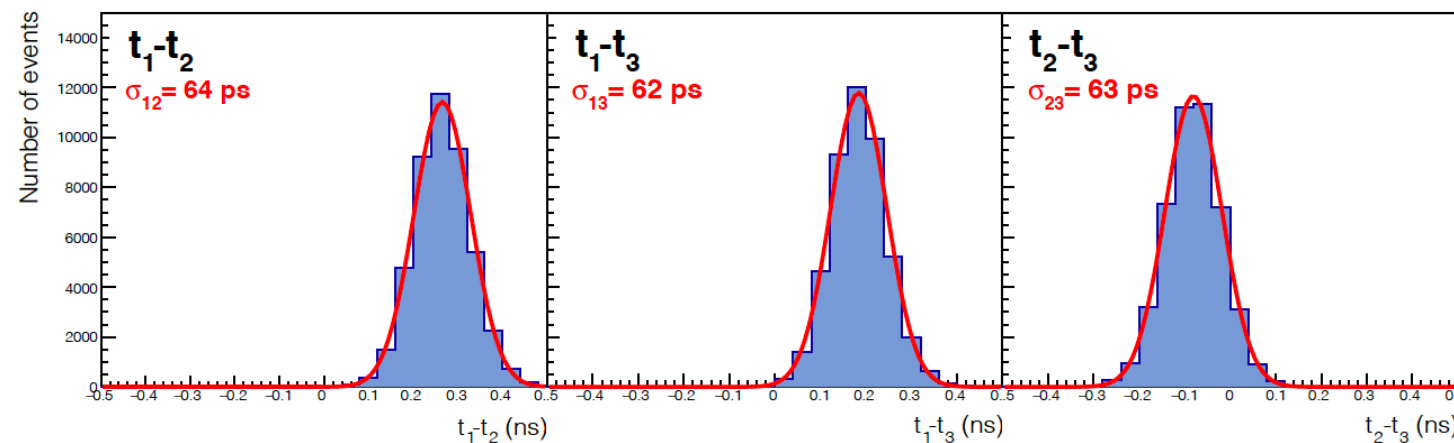 Number of events
14000
12000
10000
8000
6000
4000
2000
0
t₁-t₂
σ₁₂= 64 ps
t₁-t₃
σ₁₃= 62 ps
t₂-t₃
σ₂₃= 63 ps
−0.5 −0.4 −0.3 −0.2 −0.1 0 0.1 0.2 0.3 0.4 0.5
−0.4 −0.3 −0.2 −0.1 0 0.1 0.2 0.3 0.4 0.5
−0.4 −0.3 −0.2 −0.1 0 0.1 0.2 0.3 0.4 0.5
t₁-t₂ (ns)
t₁-t₃ (ns)
t₂-t₃ (ns)